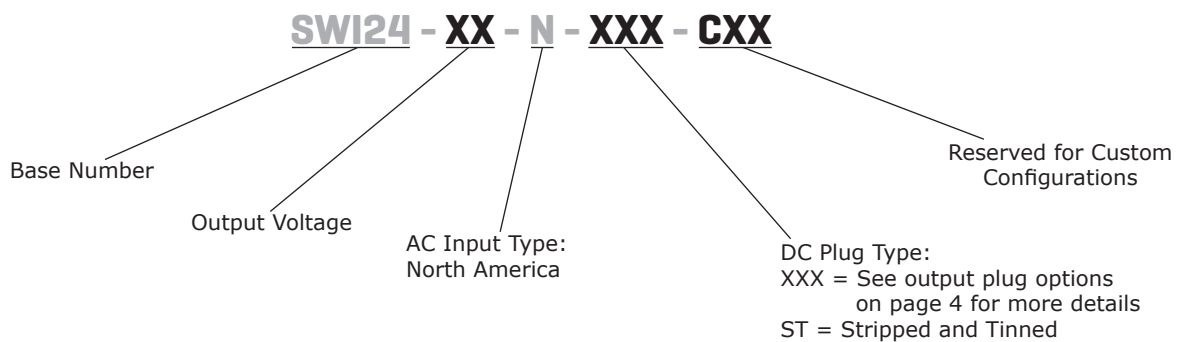 SWI24 - XX - N - XXX - CXX
Base Number
Output Voltage
AC Input Type:
North America
DC Plug Type:
XXX = See output plug options
on page 4 for more details
ST = Stripped and Tinned
Reserved for Custom
Configurations